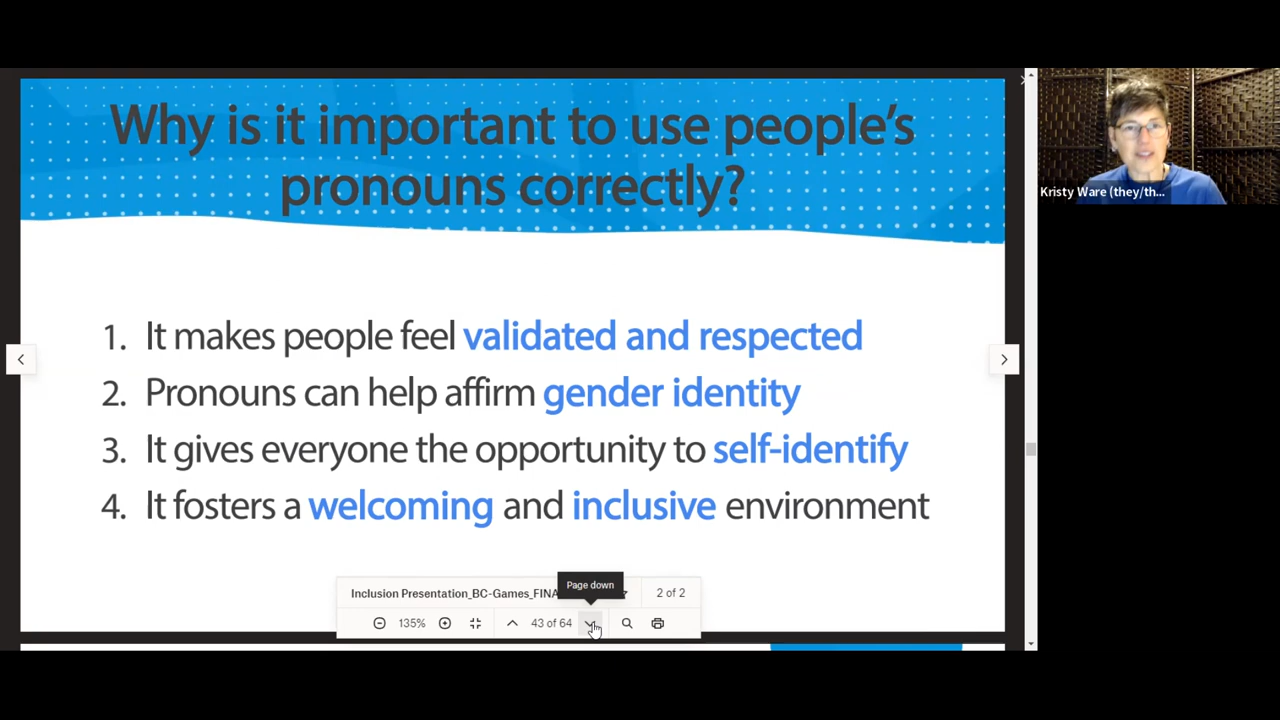 Why is it important to use people's
pronouns correctly?
1. It makes people feel validated and respected
2. Pronouns can help affirm gender identity
3. It gives everyone the opportunity to self-identify
4. It fosters a welcoming and inclusive environment
Page down
Inclusion Presentation_BC-Games_FINA
2 of 2
135%
43 of 64
Kristy Ware (they/th...